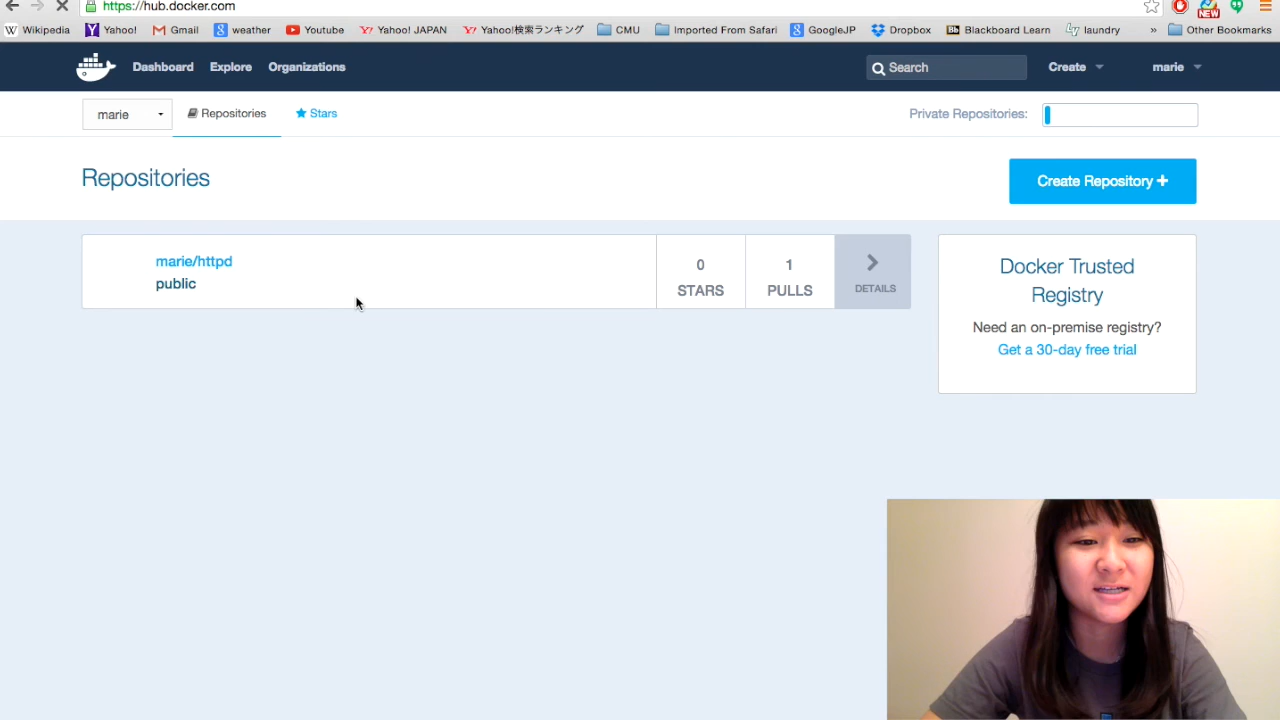 https://hub.docker.com
NEW
Wikipedia Yahoo! Gmail weather Youtube Yahoo! JAPAN Yahoo!検索ランキング CMU Imported From Safari GoogleJP Dropbox Blackboard Learn laundry » Other Bookmarks
Dashboard Explore Organizations Search Create marie
marie Repositories Stars Private Repositories:
Repositories
Create Repository +
marie/httpd
public
0
STARS
1
PULLS
DETAILS
Docker Trusted
Registry
Need an on-premise registry?
Get a 30-day free trial